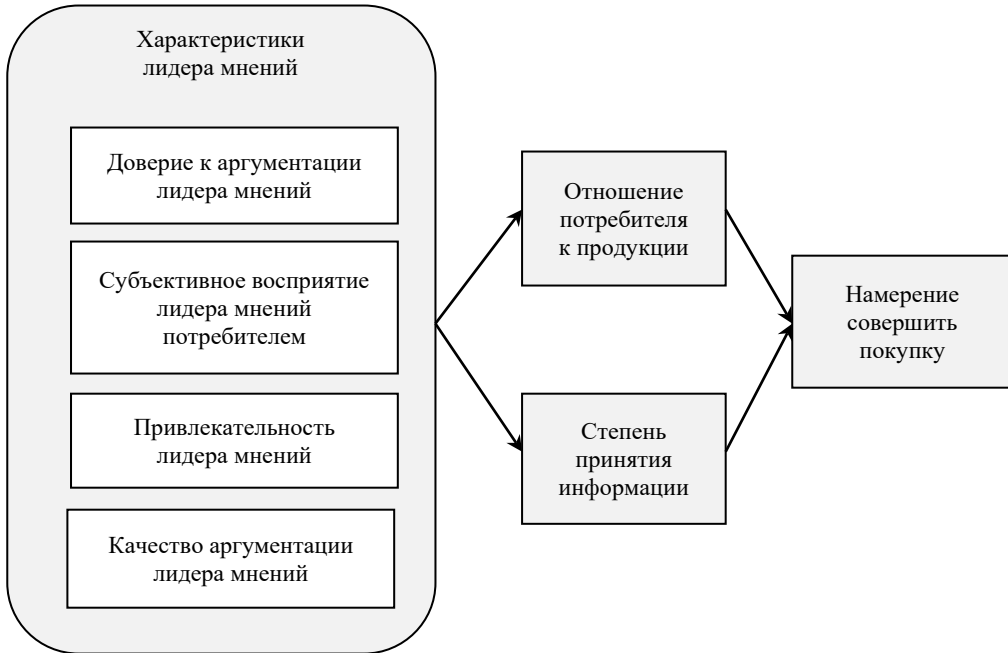 Характеристики
лидера мнений
Доверие к аргументации
лидера мнений
Субъективное восприятие
лидера мнений
потребителем
Привлекательность
лидера мнений
Качество аргументации
лидера мнений
Отношение
потребителя
к продукции
Степень
принятия
информации
Намерение
совершить
покупку